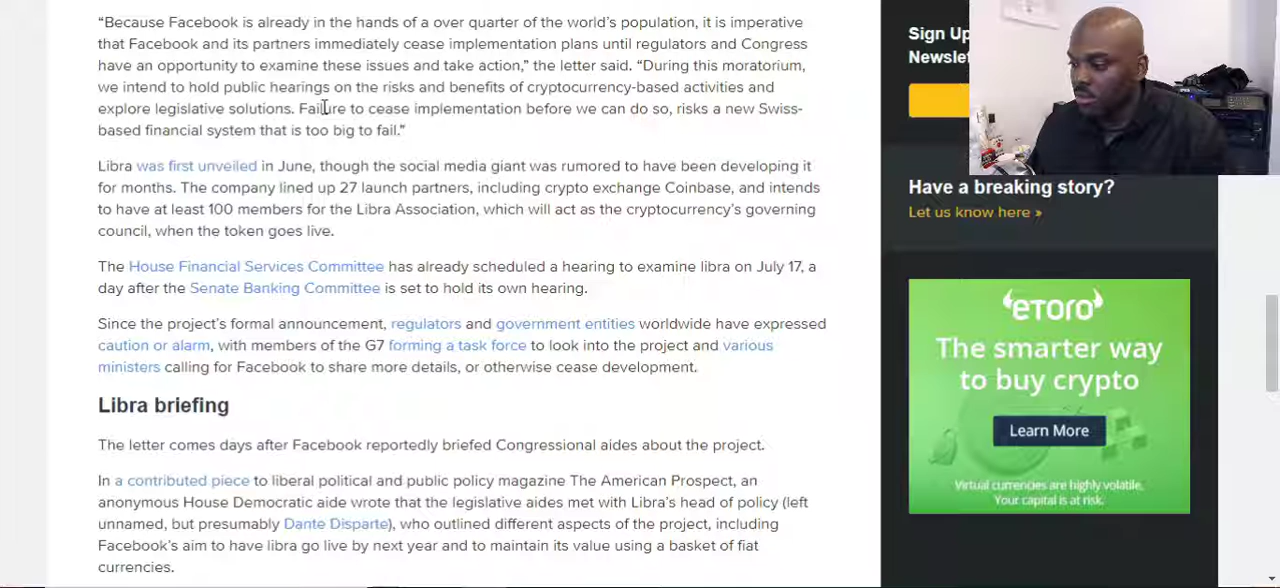 “Because Facebook is already in the hands of a over quarter of the world’s population, it is imperative
that Facebook and its partners immediately cease implementation plans until regulators and Congress
have an opportunity to examine these issues and take action,” the letter said. “During this moratorium,
we intend to hold public hearings on the risks and benefits of cryptocurrency-based activities and
explore legislative solutions. Failure to cease implementation before we can do so, risks a new Swiss-
based financial system that is too big to fail.”
Libra was first unveiled in June, though the social media giant was rumored to have been developing it
for months. The company lined up 27 launch partners, including crypto exchange Coinbase, and intends
to have at least 100 members for the Libra Association, which will act as the cryptocurrency’s governing
council, when the token goes live.
The House Financial Services Committee has already scheduled a hearing to examine libra on July 17, a
day after the Senate Banking Committee is set to hold its own hearing.
Since the project’s formal announcement, regulators and government entities worldwide have expressed
caution or alarm, with members of the G7 forming a task force to look into the project and various
ministers calling for Facebook to share more details, or otherwise cease development.
Libra briefing
The letter comes days after Facebook reportedly briefed Congressional aides about the project.
In a contributed piece to liberal political and public policy magazine The American Prospect, an
anonymous House Democratic aide wrote that the legislative aides met with Libra’s head of policy (left
unnamed, but presumably Dante Disparte), who outlined different aspects of the project, including
Facebook’s aim to have libra go live by next year and to maintain its value using a basket of fiat
currencies.
Sign Up
Newsle
Have a breaking story?
Let us know here »
eToro
The smarter way
to buy crypto
Learn More
Virtual currencies are highly volatile.
Your capital is at risk.